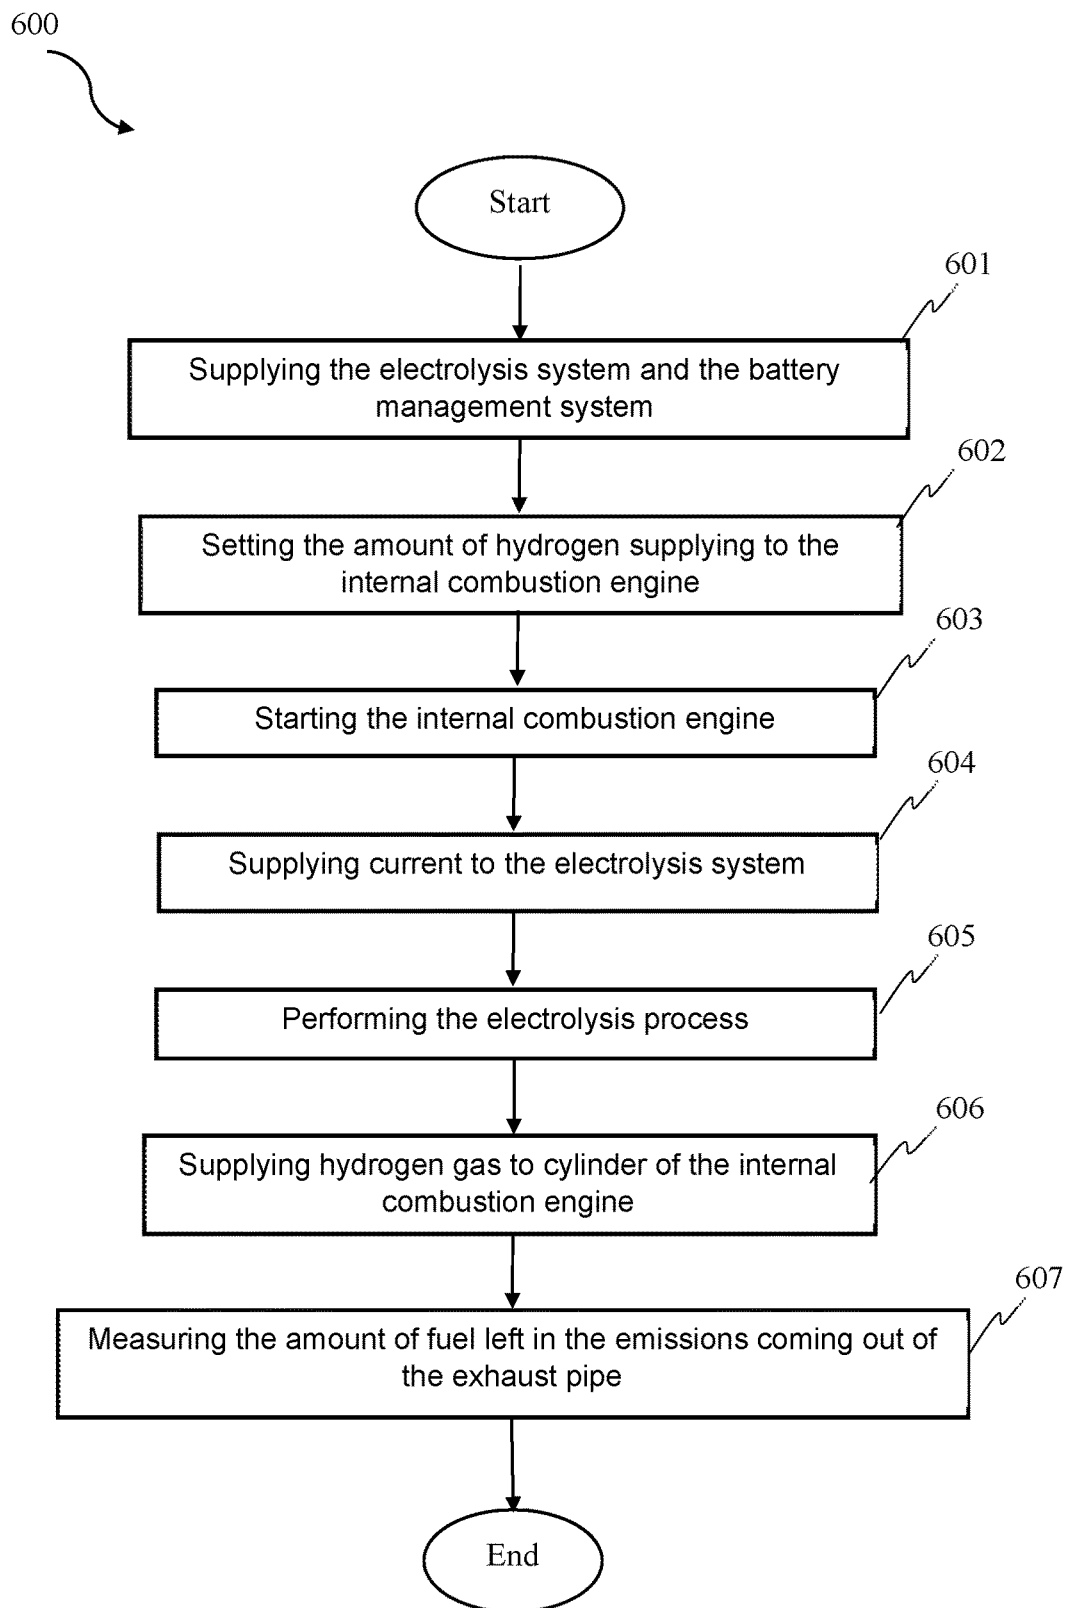 600
Start
601
Supplying the electrolysis system and the battery
management system
602
Setting the amount of hydrogen supplying to the
internal combustion engine
603
Starting the internal combustion engine
604
Supplying current to the electrolysis system
605
Performing the electrolysis process
606
Supplying hydrogen gas to cylinder of the internal
combustion engine
607
Measuring the amount of fuel left in the emissions coming out of
the exhaust pipe
End